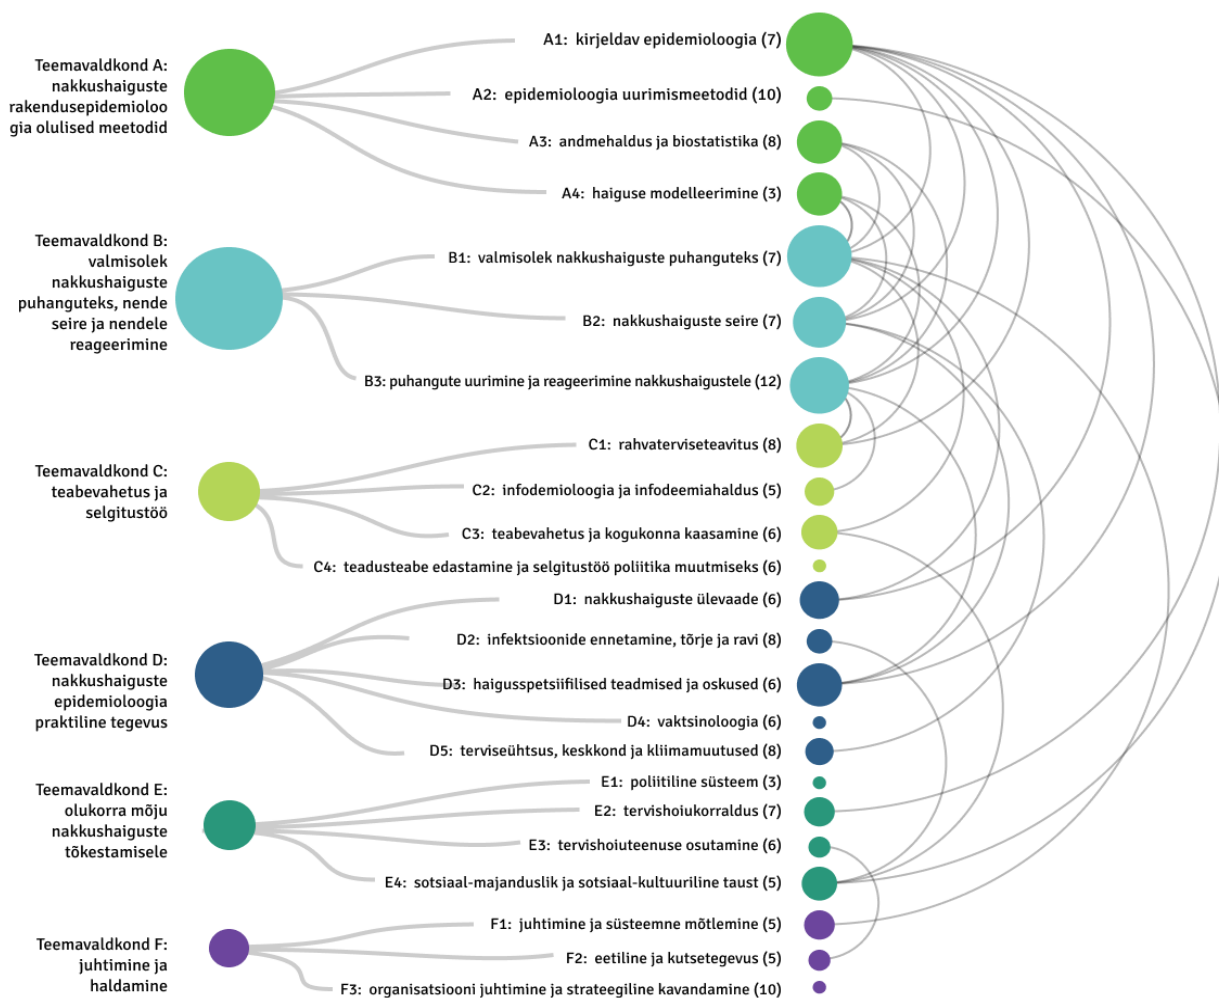 Teemavaldkond A:
nakkushaiguste
rakendusepidemioloo
gia olulised meetodid
A1: kirjeldav epidemioloogia (7)
A2: epidemioloogia uurimismeetodid (10)
A3: andmehaldus ja biostatistika (8)
A4: haiguse modelleerimine (3)
Teemavaldkond B:
valmisolek
nakkushaiguste
puhanguteks, nende
seire ja nendele
reageerimine
B1: valmisolek nakkushaiguste puhanguteks (7)
B2: nakkushaiguste seire (7)
B3: puhangute uurimine ja reageerimine nakkushaigustele (12)
Teemavaldkond C:
teabevahetus ja
selgitustöö
C1: rahvaterviseteavitus (8)
C2: infodemioloogia ja infodeemiahaldus (5)
C3: teabevahetus ja kogukonna kaasamine (6)
C4: teadusteabe edastamine ja selgitustöö poliitika muutmiseks (6)
Teemavaldkond D:
nakkushaiguste
epidemioloogia
praktiline tegevus
D1: nakkushaiguste ülevaade (6)
D2: infektsioonide ennetamine, tõrje ja ravi (8)
D3: haigusspetsiifilised teadmised ja oskused (6)
D4: vaktsinoloogia (6)
D5: terviseühtsus, keskkond ja kliimamuutused (8)
Teemavaldkond E:
olukorra mõju
nakkushaiguste
tõkestamisele
E1: poliitiline süsteem (3)
E2: tervishoiukorraldus (7)
E3: tervishoiuteenuse osutamine (6)
E4: sotsiaal-majanduslik ja sotsiaal-kultuuriline taust (5)
Teemavaldkond F:
juhtimine ja
haldamine
F1: juhtimine ja süsteemne mõtlemine (5)
F2: eetiline ja kutsetegevus (5)
F3: organisatsiooni juhtimine ja strateegiline kavandamine (10)